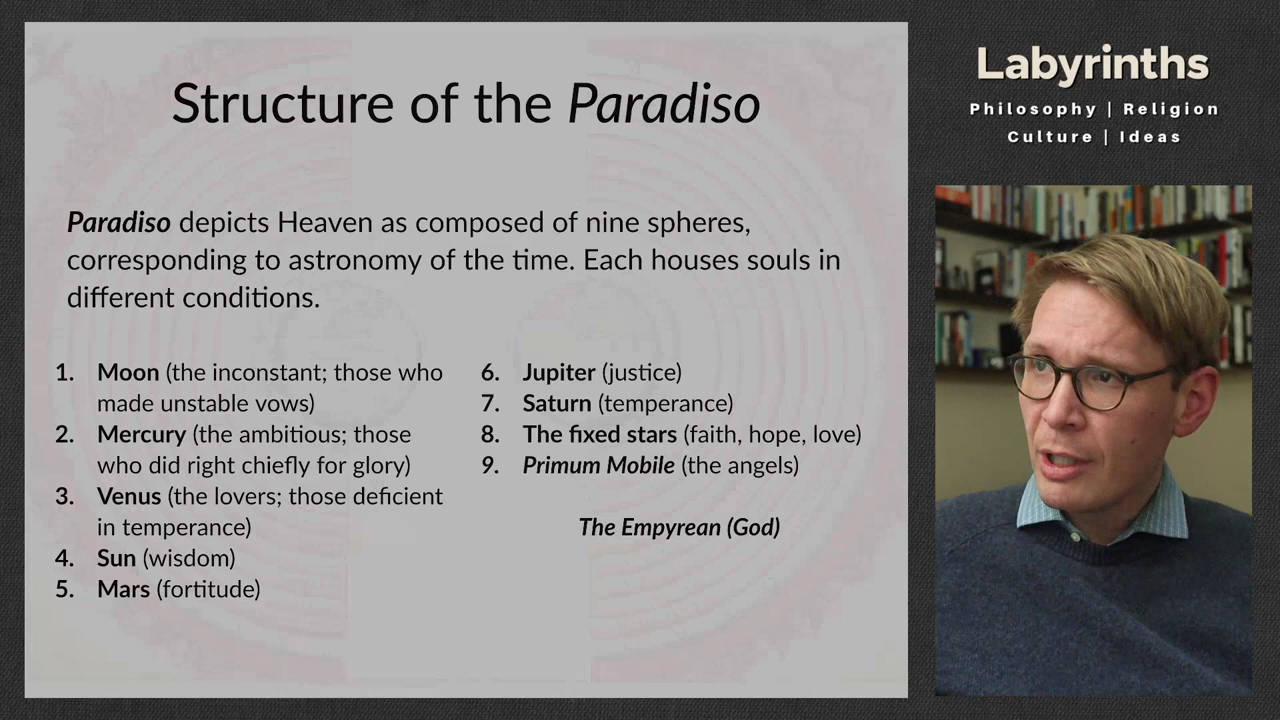 Structure of the Paradiso
Paradiso depicts Heaven as composed of nine spheres,
corresponding to astronomy of the time. Each houses souls in
different conditions.
1. Moon (the inconstant; those who
made unstable vows)
2. Mercury (the ambitious; those
who did right chiefly for glory)
3. Venus (the lovers; those deficient
in temperance)
4. Sun (wisdom)
5. Mars (fortitude)
6. Jupiter (justice)
7. Saturn (temperance)
8. The fixed stars (faith, hope, love)
9. Primum Mobile (the angels)
The Empyrean (God)
Labyrinths
Philosophy | Religion
Culture | Ideas